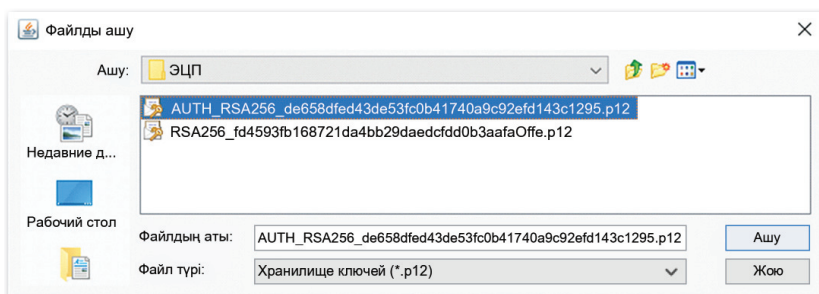 Файлды ашу
Ашу: ЭЦП
AUTH_RSA256_de658dfed43de53fc0b41740a9c92efd143c1295.p12
RSA256_fd4593fb168721da4bb29daedcfdd0b3aafaOffe.p12
Недавние д...
Рабочий стол
Файлдың аты: AUTH_RSA256_de658dfed43de53fc0b41740a9c92efd143c1295.p12 Ашу
Файл түрі: Хранилище ключей (*.p12) Жою